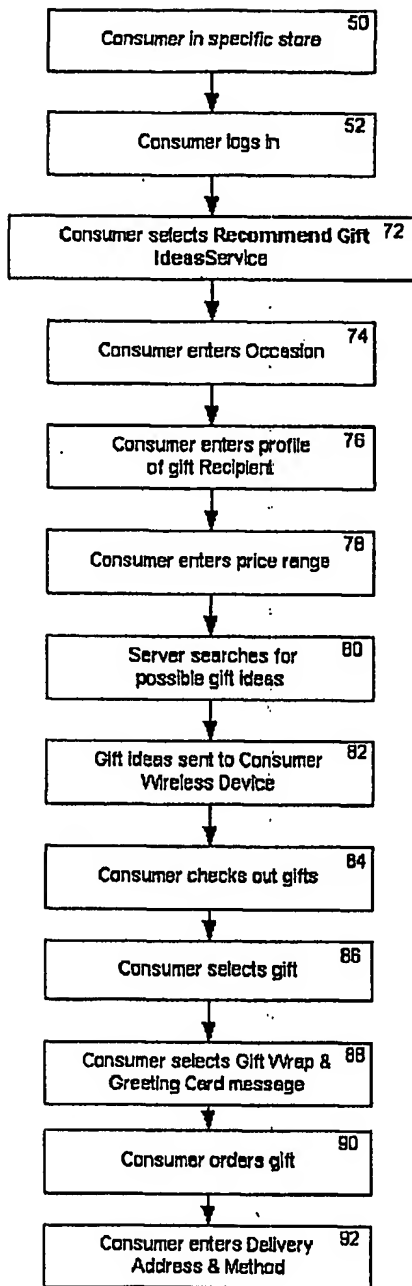 50
Consumer in specific store
52
Consumer logs in
72
Consumer selects Recommend Gift
IdeasService
74
Consumer enters Occasion
76
Consumer enters profile
of gift Recipient
78
Consumer enters price range
80
Server searches for
possible gift ideas
82
Gift ideas sent to Consumer
Wireless Device
84
Consumer checks out gifts
86
Consumer selects gift
88
Consumer selects Gift Wrap &
Greeting Card message
90
Consumer orders gift
92
Consumer enters Delivery
Address & Method